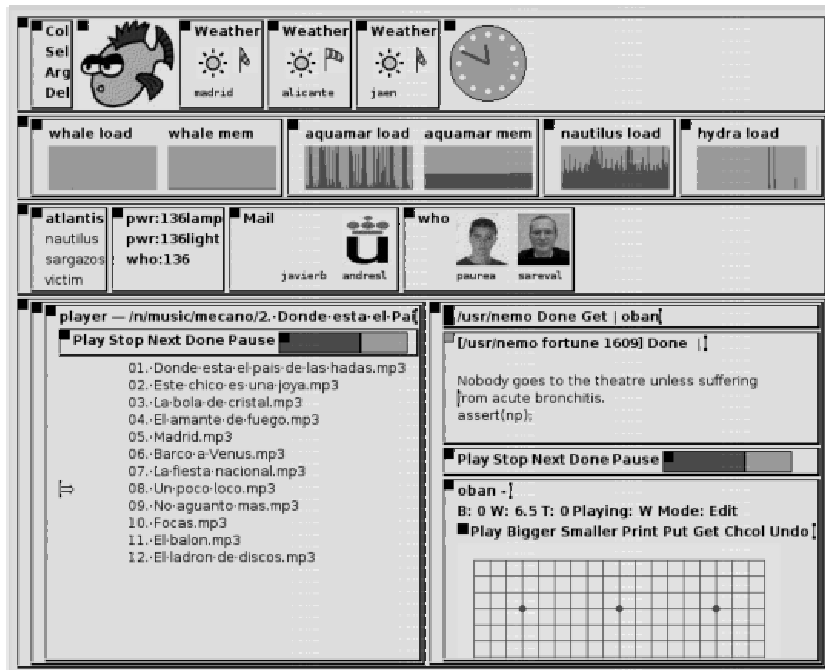 Col
Sel
Arg
Del
Weather
madrid
Weather
alicante
Weather
jaen
whale load whale mem
aquamar load aquamar mem
nautilus load
hydra load
atlantis
nautilus
sargazos
victim
pwr:136lamp
pwr:136light
who:136
Mail
javierb andresl
u
who
paurea sareval
player — /n/music/mecano/2.·Donde·esta·el·Pa
Play Stop Next Done Pause
01.·Donde·esta·el·pais·de·las·hadas.mp3
02.·Este·chico·es·una·joya.mp3
03.·La·bola·de·cristal.mp3
04.·El·amante·de·fuego.mp3
05.·Madrid.mp3
06.·Barco·a·Venus.mp3
07.·La·fiesta·nacional.mp3
08.·Un·poco·loco.mp3
09.·No·aguanto·mas.mp3
10.·Focas.mp3
11.·El·balon.mp3
12.·El·ladron·de·discos.mp3
/usr/nemo Done Get | oban
[/usr/nemo fortune 1609] Done |
Nobody goes to the theatre unless suffering
from acute bronchitis.
assert(np);
Play Stop Next Done Pause
oban -
B: 0 W: 6.5 T: 0 Playing: W Mode: Edit
Play Bigger Smaller Print Put Get Chcol Undo